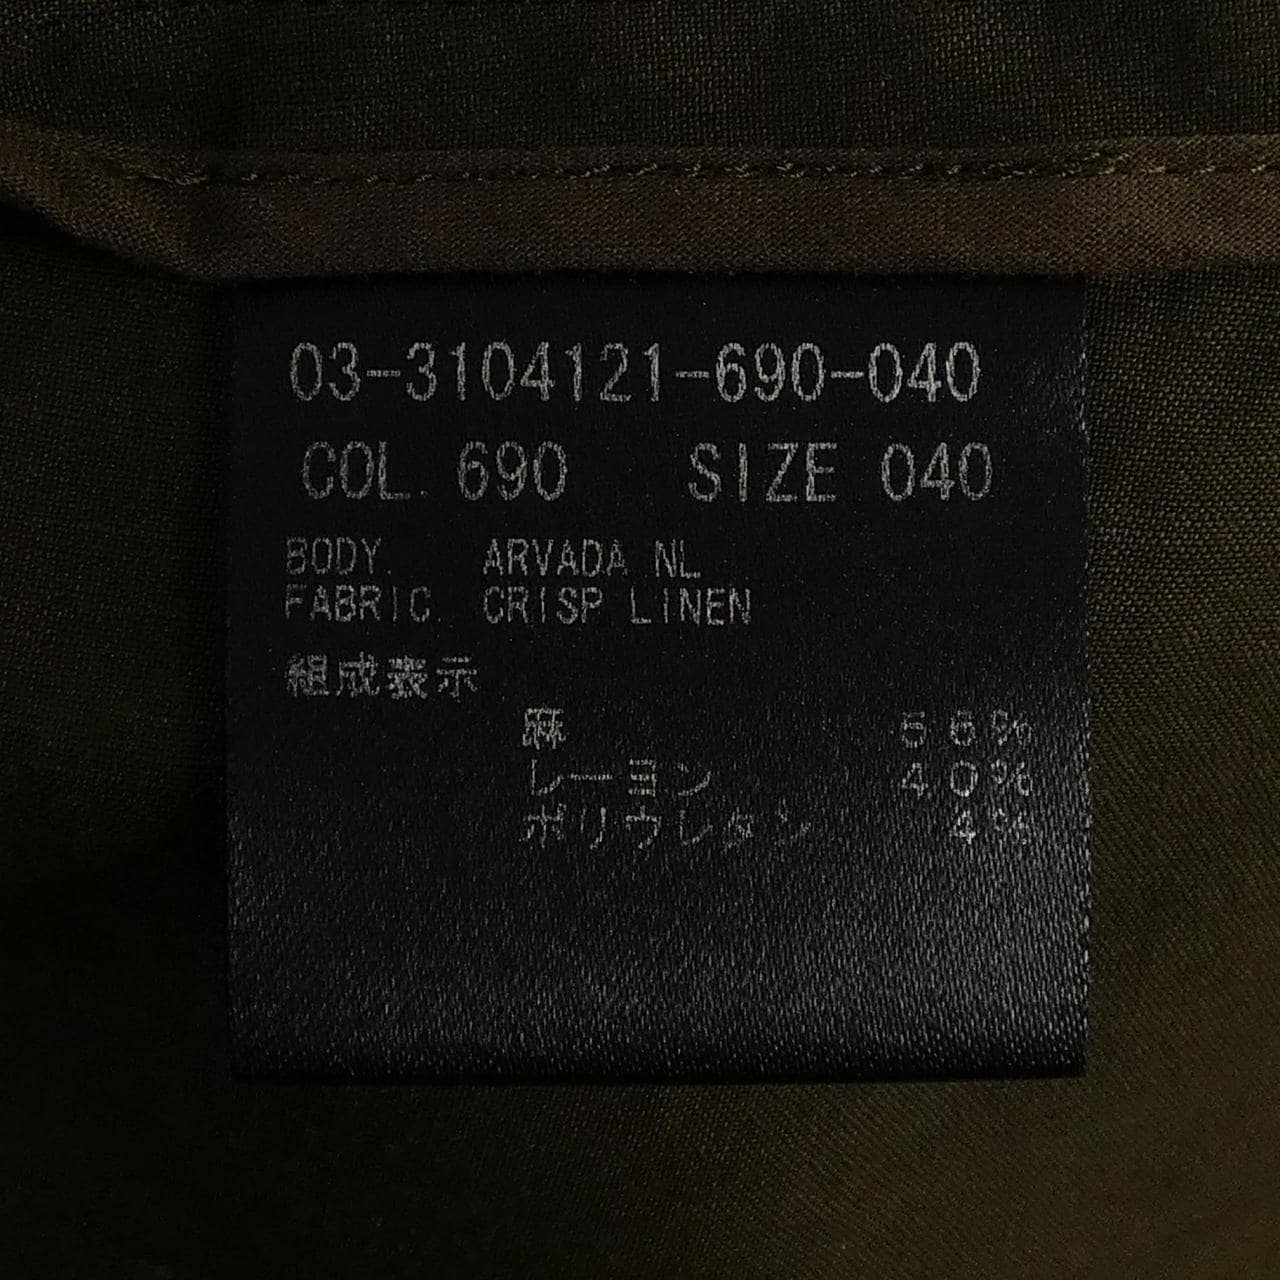 03-3104121-690-040
COL. 690 SIZE 040
BODY. ARVADA NL
FABRIC. CRISP LINEN
組成表示
麻 56%
レーヨン 40%
ポリウレタン 4%